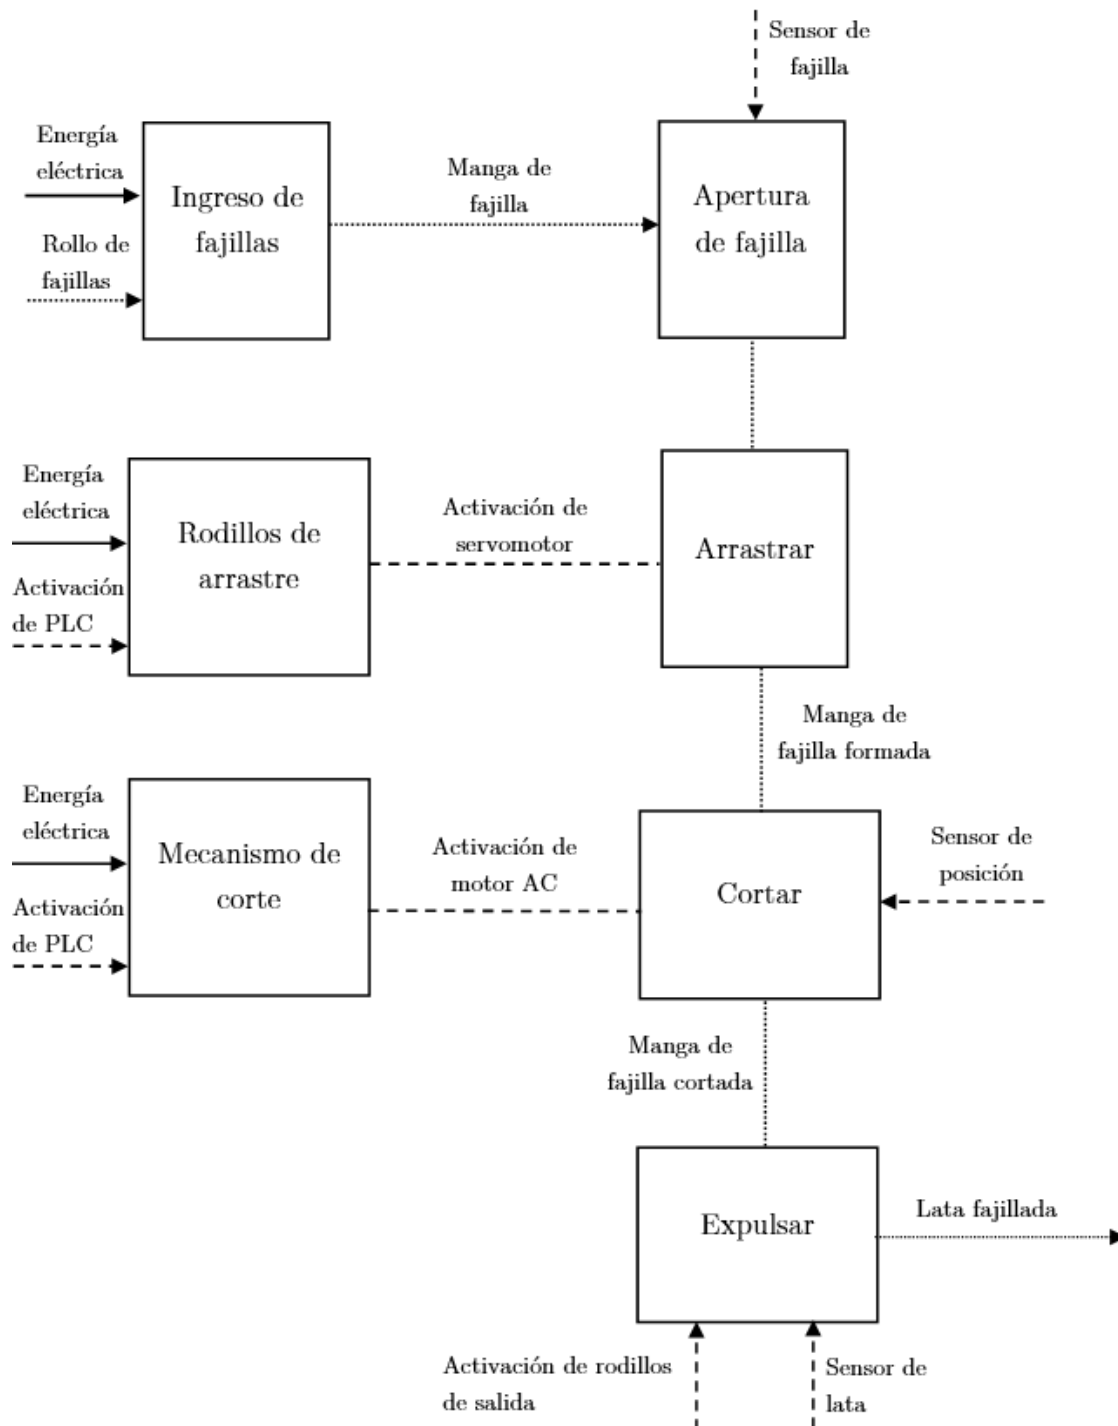 Sensor de
fajilla
Energía
eléctrica
Rollo de
fajillas
Ingreso de
fajillas
Manga de
fajilla
Apertura
de fajilla
Energía
eléctrica
Activación
de PLC
Rodillos de
arrastre
Activación de
servomotor
Arrastrar
Manga de
fajilla formada
Energía
eléctrica
Activación
de PLC
Mecanismo de
corte
Activación de
motor AC
Cortar
Sensor de
posición
Manga de
fajilla cortada
Expulsar
Lata fajillada
Activación de rodillos
de salida
Sensor de
lata